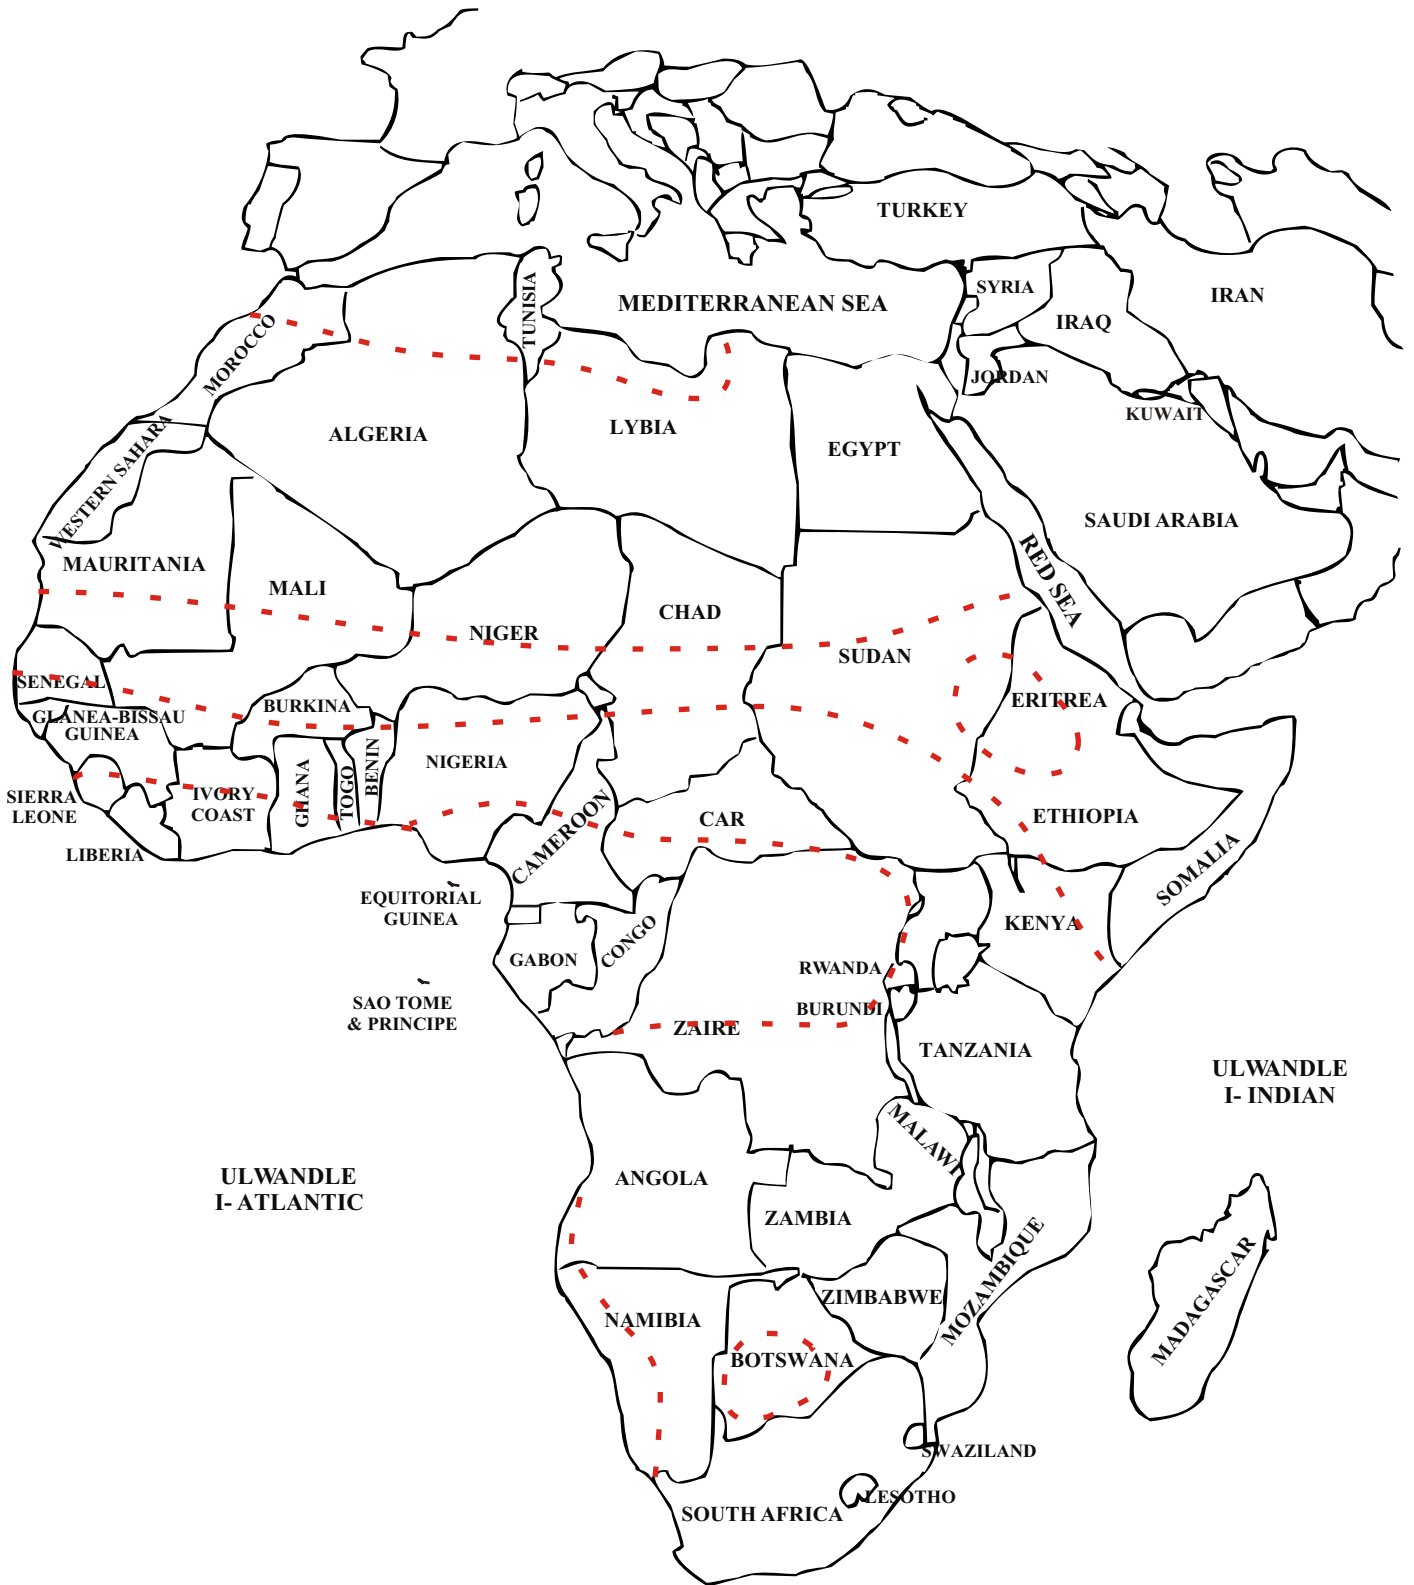 TURKEY
SYRIA
IRAN
MEDITERRANEAN SEA
TUNISIA
IRAQ
MOROCCO
JORDAN
KUWAIT
ALGERIA
LYBIA
EGYPT
WESTERN SAHARA
SAUDI ARABIA
RED SEA
MAURITANIA
MALI
NIGER
CHAD
SUDAN
SENEGAL
BURKINA
ERITREA
GLANEA-BISSAU
GUINEA
NIGERIA
BENIN
TOGO
GHANA
IVORY
COAST
SIERRA
LEONE
CAMEROON
CAR
ETHIOPIA
LIBERIA
SOMALIA
EQUITORIAL
GUINEA
KENYA
GABON
CONGO
RWANDA
SAO TOME
& PRINCIPE
BURUNDI
ZAIRE
TANZANIA
ULWANDLE
I- INDIAN
MALAWI
ULWANDLE
I- ATLANTIC
ANGOLA
ZAMBIA
MOZAMBIQUE
MADAGASCAR
ZIMBABWE
NAMIBIA
BOTSWANA
SWAZILAND
LESOTHO
SOUTH AFRICA